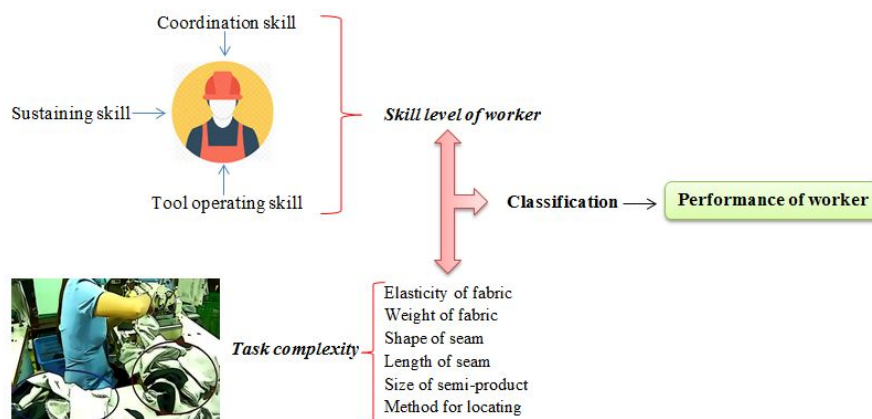 Coordination skill
Sustaining skill
Skill level of worker
Tool operating skill
Classification
Performance of worker
Task complexity
Elasticity of fabric
Weight of fabric
Shape of seam
Length of seam
Size of semi-product
Method for locating